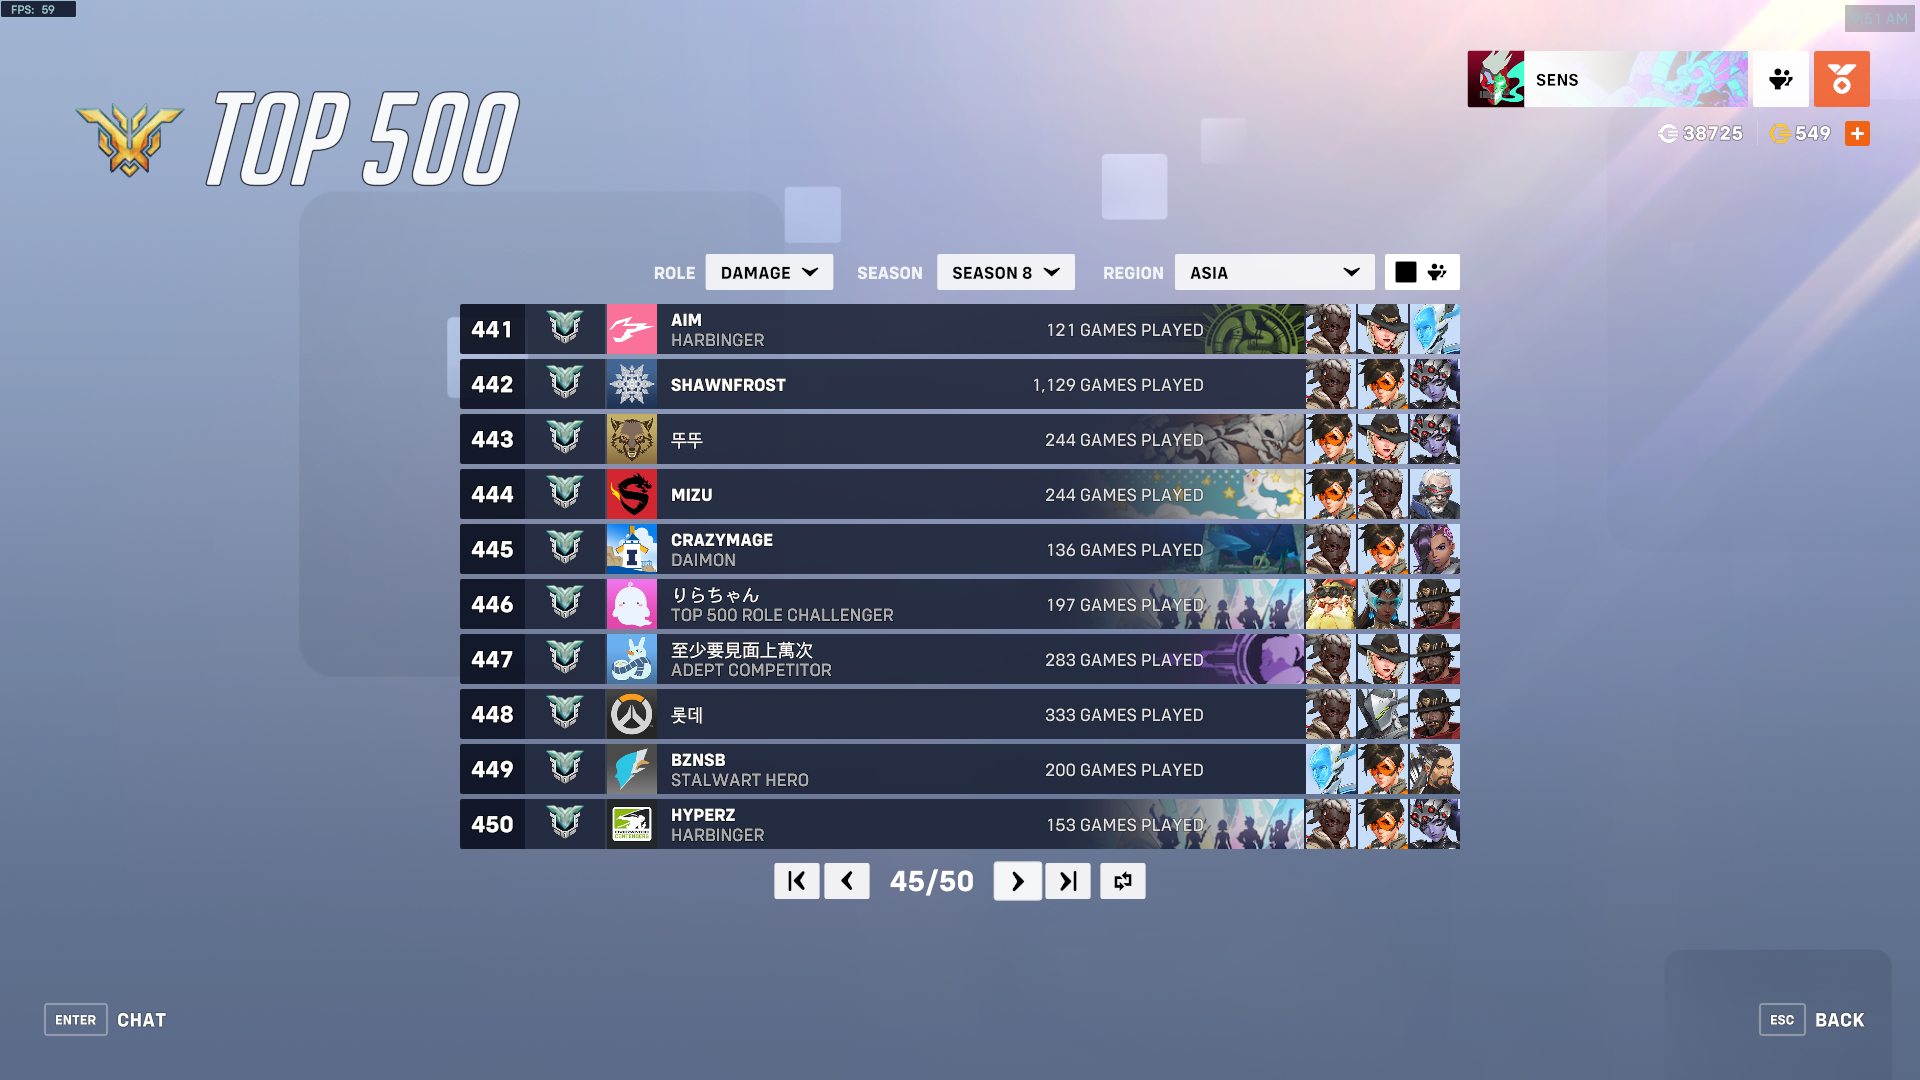 FPS: 59
51 AM
TOP 500
SENS
38725
549
ROLE DAMAGE SEASON SEASON 8 REGION ASIA
441 AIM 121 GAMES PLAYED
HARBINGER
442 SHAWNFROST 1,129 GAMES PLAYED
443 뚜뚜 244 GAMES PLAYED
444 MIZU 244 GAMES PLAYED
445 CRAZYMAGE 136 GAMES PLAYED
DAIMON
446 りらちゃん 197 GAMES PLAYED
TOP 500 ROLE CHALLENGER
447 至少要見面上萬次 283 GAMES PLAYED
ADEPT COMPETITOR
448 롯데 333 GAMES PLAYED
449 BZNSB 200 GAMES PLAYED
STALWART HERO
450 HYPERZ 153 GAMES PLAYED
HARBINGER
45/50
ENTER CHAT
ESC BACK